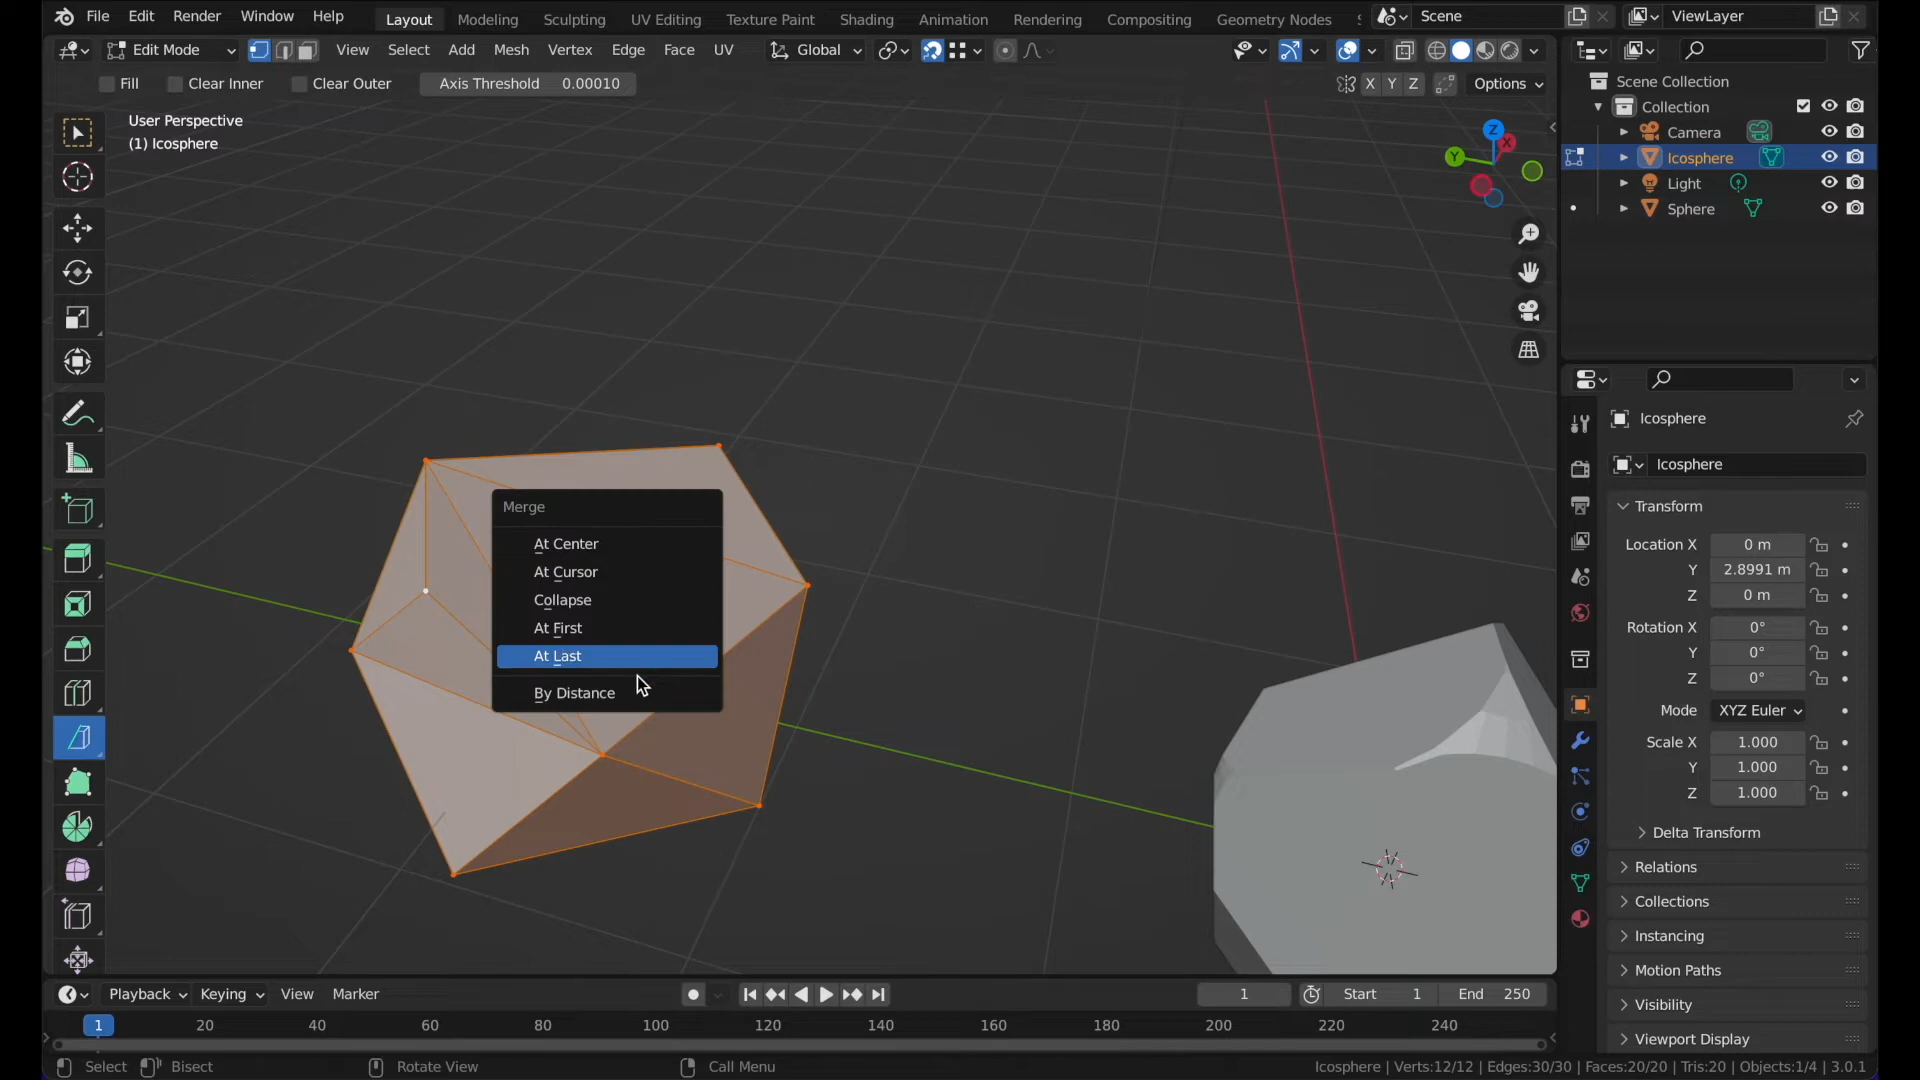 File Edit Render Window Help Layout Modeling Sculpting UV Editing Texture Paint Shading Animation Rendering Compositing Geometry Nodes Scene ViewLayer
Edit Mode View Select Add Mesh Vertex Edge Face UV Global
Fill Clear Inner Clear Outer Axis Threshold 0.00010 X Y Z Options
User Perspective
(1) Icosphere
Z
X
Y
Merge
At Center
At Cursor
Collapse
At First
At Last
By Distance
Scene Collection
Collection
Camera
Icosphere
Light
Sphere
Icosphere
Icosphere
Transform
Location X 0 m
Y 2.8991 m
Z 0 m
Rotation X 0°
Y 0°
Z 0°
Mode XYZ Euler
Scale X 1.000
Y 1.000
Z 1.000
Delta Transform
Relations
Collections
Instancing
Motion Paths
Visibility
Viewport Display
Playback Keying View Marker 1 Start 1 End 250
1 20 40 60 80 100 120 140 160 180 200 220 240
Select Bisect Rotate View Call Menu Icosphere | Verts:12/12 | Edges:30/30 | Faces:20/20 | Tris:20 | Objects:1/4 | 3.0.1